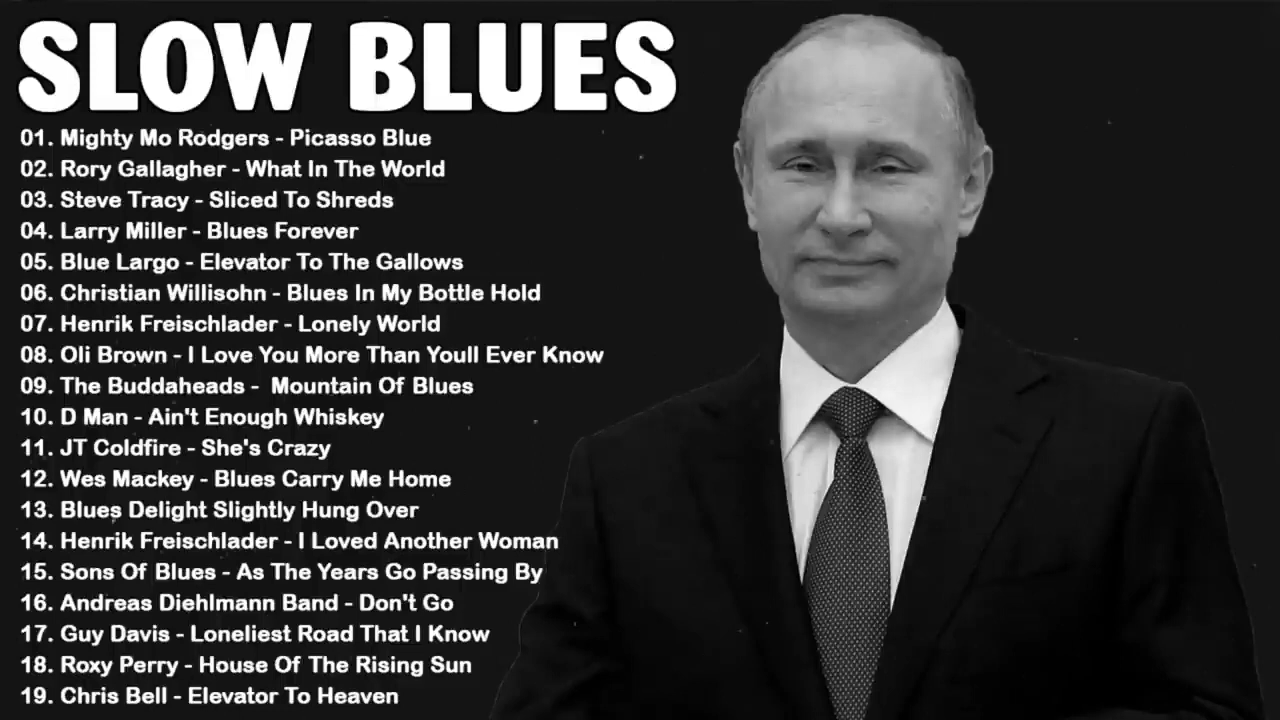 SLOW BLUES
01. Mighty Mo Rodgers - Picasso Blue
02. Rory Gallagher - What In The World
03. Steve Tracy - Sliced To Shreds
04. Larry Miller - Blues Forever
05. Blue Largo - Elevator To The Gallows
06. Christian Willisohn - Blues In My Bottle Hold
07. Henrik Freischlader - Lonely World
08. Oli Brown - I Love You More Than Youll Ever Know
09. The Buddaheads -  Mountain Of Blues
10. D Man - Ain't Enough Whiskey
11. JT Coldfire - She's Crazy
12. Wes Mackey - Blues Carry Me Home
13. Blues Delight Slightly Hung Over
14. Henrik Freischlader - I Loved Another Woman
15. Sons Of Blues - As The Years Go Passing By
16. Andreas Diehlmann Band - Don't Go
17. Guy Davis - Loneliest Road That I Know
18. Roxy Perry - House Of The Rising Sun
19. Chris Bell - Elevator To Heaven